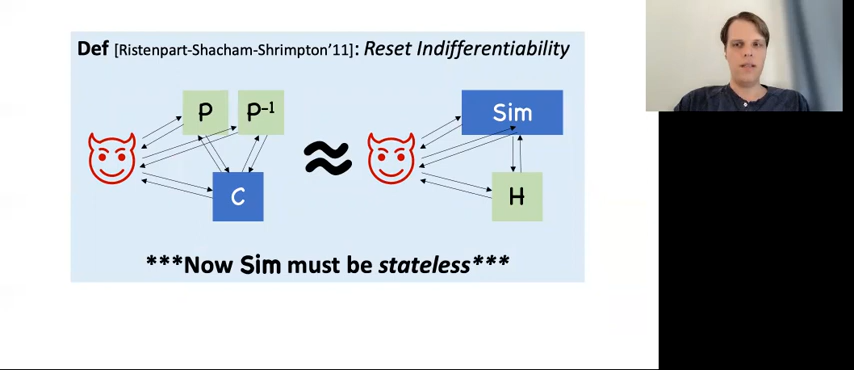 Def [Ristenpart-Shacham-Shrimpton'11]: Reset Indifferentiability
P P⁻¹ Sim
≈
C H
***Now Sim must be stateless***